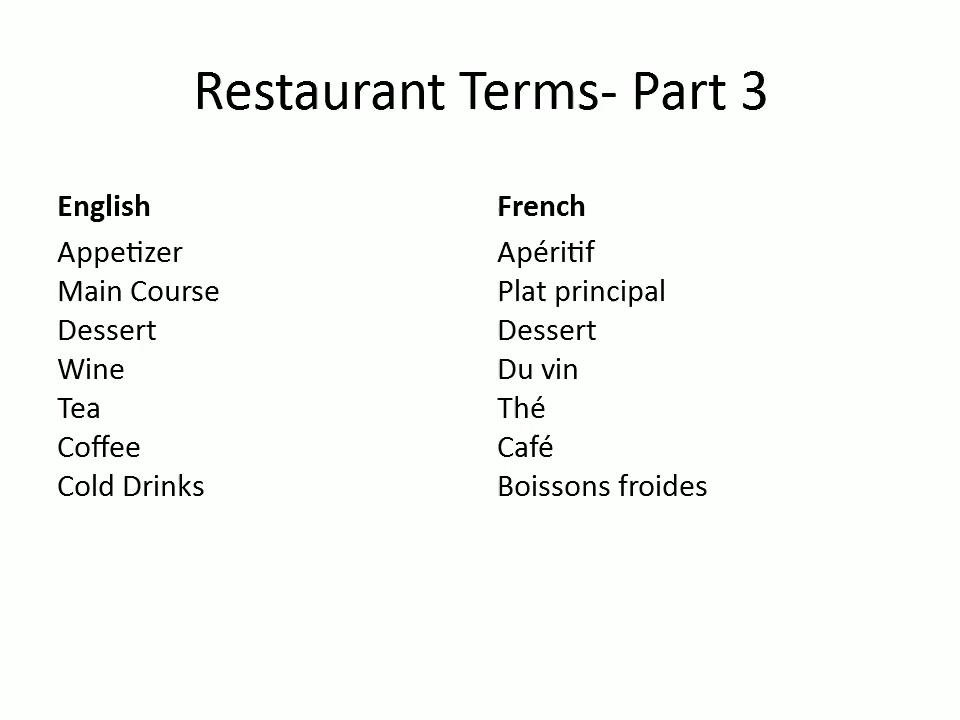 Restaurant Terms- Part 3
English
Appetizer
Main Course
Dessert
Wine
Tea
Coffee
Cold Drinks
French
Apéritif
Plat principal
Dessert
Du vin
Thé
Café
Boissons froides